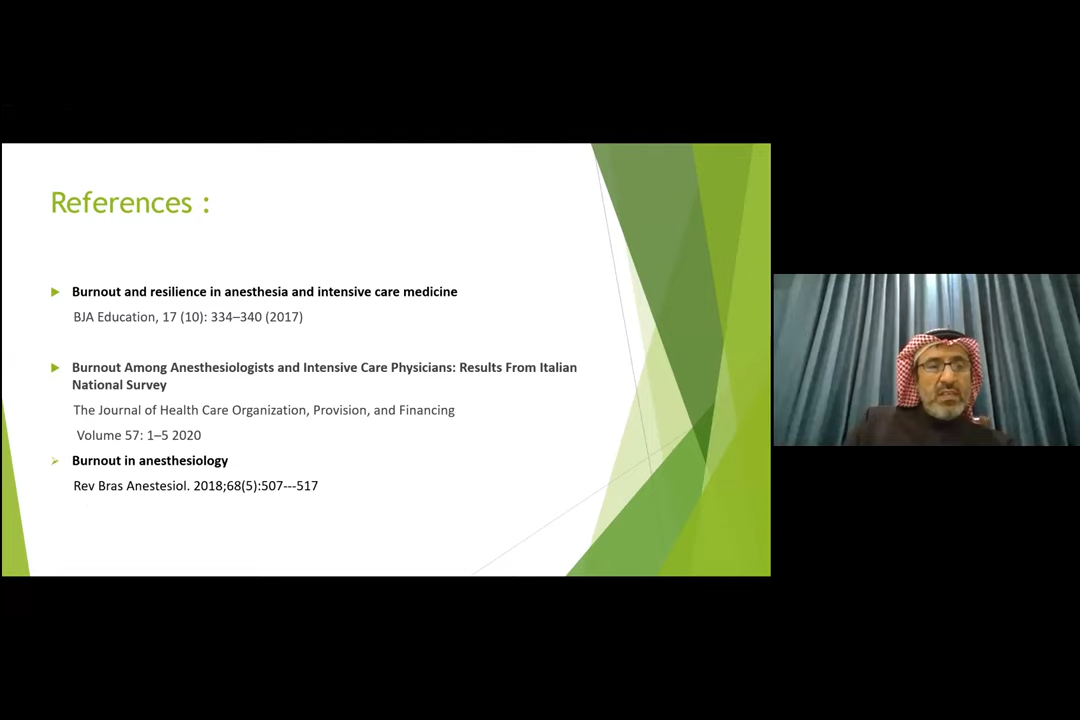 References :
Burnout and resilience in anesthesia and intensive care medicine
BJA Education, 17 (10): 334–340 (2017)
Burnout Among Anesthesiologists and Intensive Care Physicians: Results From Italian
National Survey
The Journal of Health Care Organization, Provision, and Financing
Volume 57: 1–5 2020
Burnout in anesthesiology
Rev Bras Anestesiol. 2018;68(5):507---517